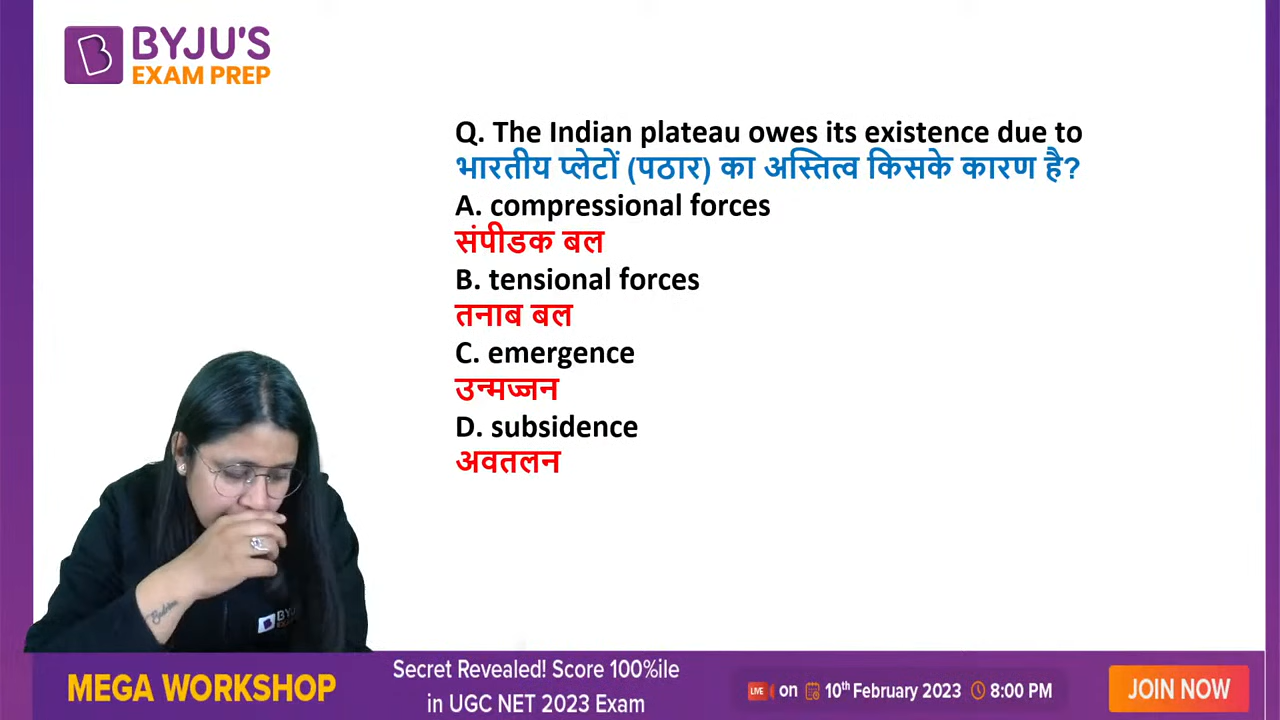 BYJU'S
EXAM PREP
Q. The Indian plateau owes its existence due to
भारतीय प्लेटों (पठार) का अस्तित्व किसके कारण है?
A. compressional forces
संपीडक बल
B. tensional forces
तनाब बल
C. emergence
उन्मज्जन
D. subsidence
अवतलन
MEGA WORKSHOP
Secret Revealed! Score 100%ile
in UGC NET 2023 Exam
LIVE on 10th February 2023 8:00 PM
JOIN NOW